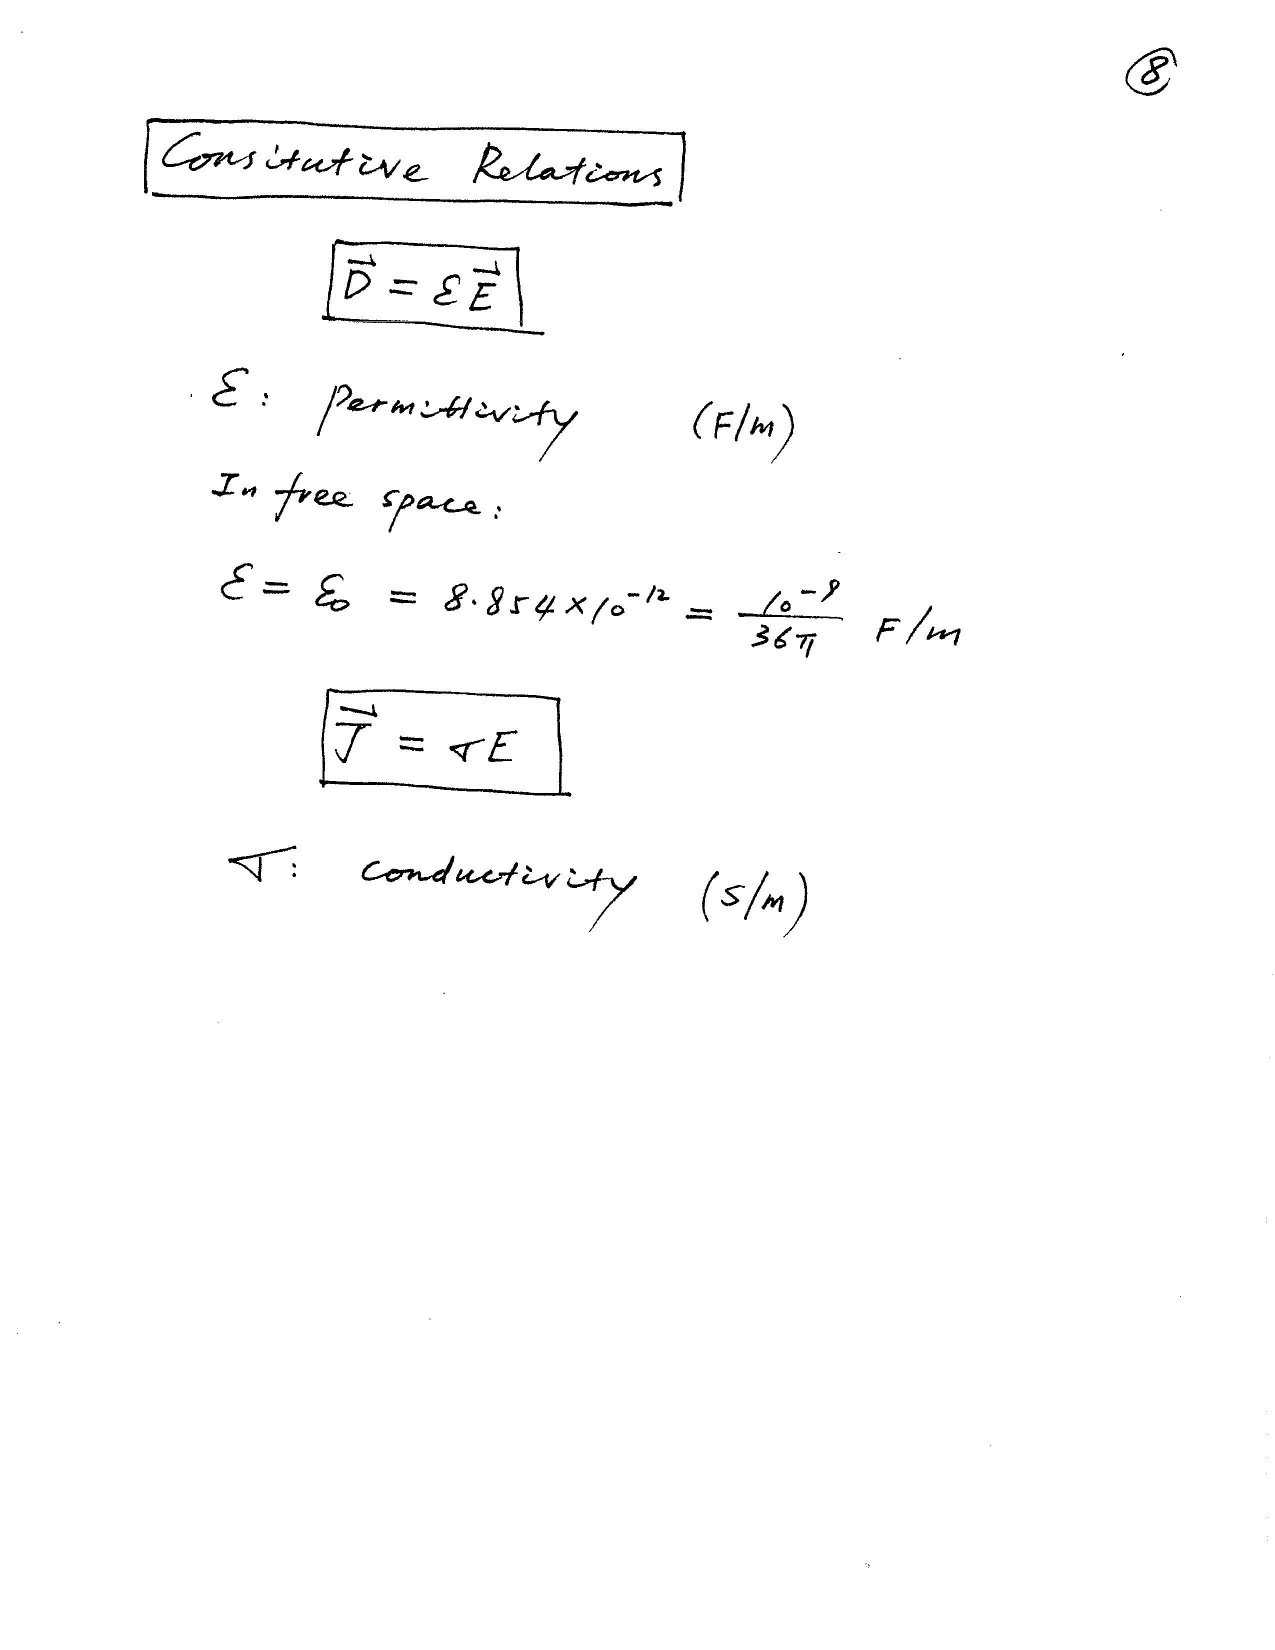 8
Consitutive Relations
D⃗ = εE⃗
ε: permittivity (F/m)
In free space:
ε = ε₀ = 8.854×10⁻¹² = 10⁻⁹/36π F/m
J⃗ = σE
σ: conductivity (S/m)